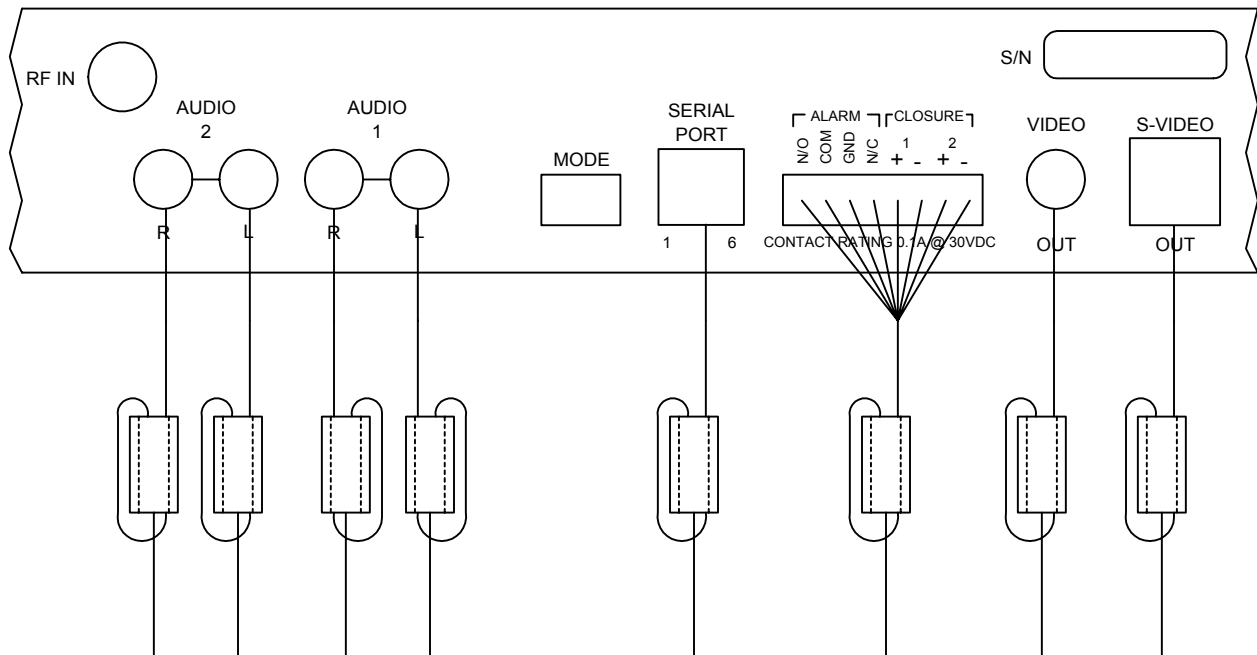 S/N
RF IN
AUDIO
2
AUDIO
1
SERIAL
PORT
ALARM
CLOSURE
VIDEO
S-VIDEO
MODE
N/O
COM
GND
N/C
1
+ -
2
+ -
R
L
R
L
1 6
CONTACT RATING 0.1A @ 30VDC
OUT
OUT